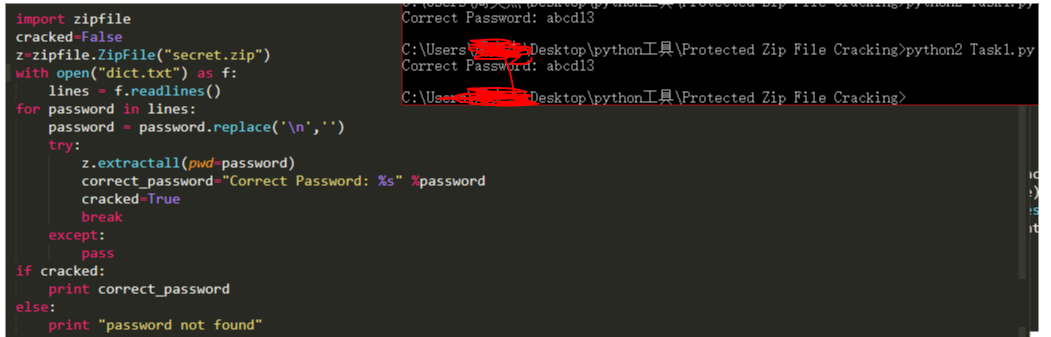 import zipfile
cracked=False
z=zipfile.ZipFile("secret.zip")
with open("dict.txt") as f:
    lines = f.readlines()
for password in lines:
    password = password.replace('\n','')
    try:
        z.extractall(pwd=password)
        correct_password="Correct Password: %s" %password
        cracked=True
        break
    except:
        pass
if cracked:
    print correct_password
else:
    print "password not found"
Correct Password: abcd13
C:\Users\Desktop\python工具\Protected Zip File Cracking>python2 Task1.py
Correct Password: abcd13
C:\Users\Desktop\python工具\Protected Zip File Cracking>